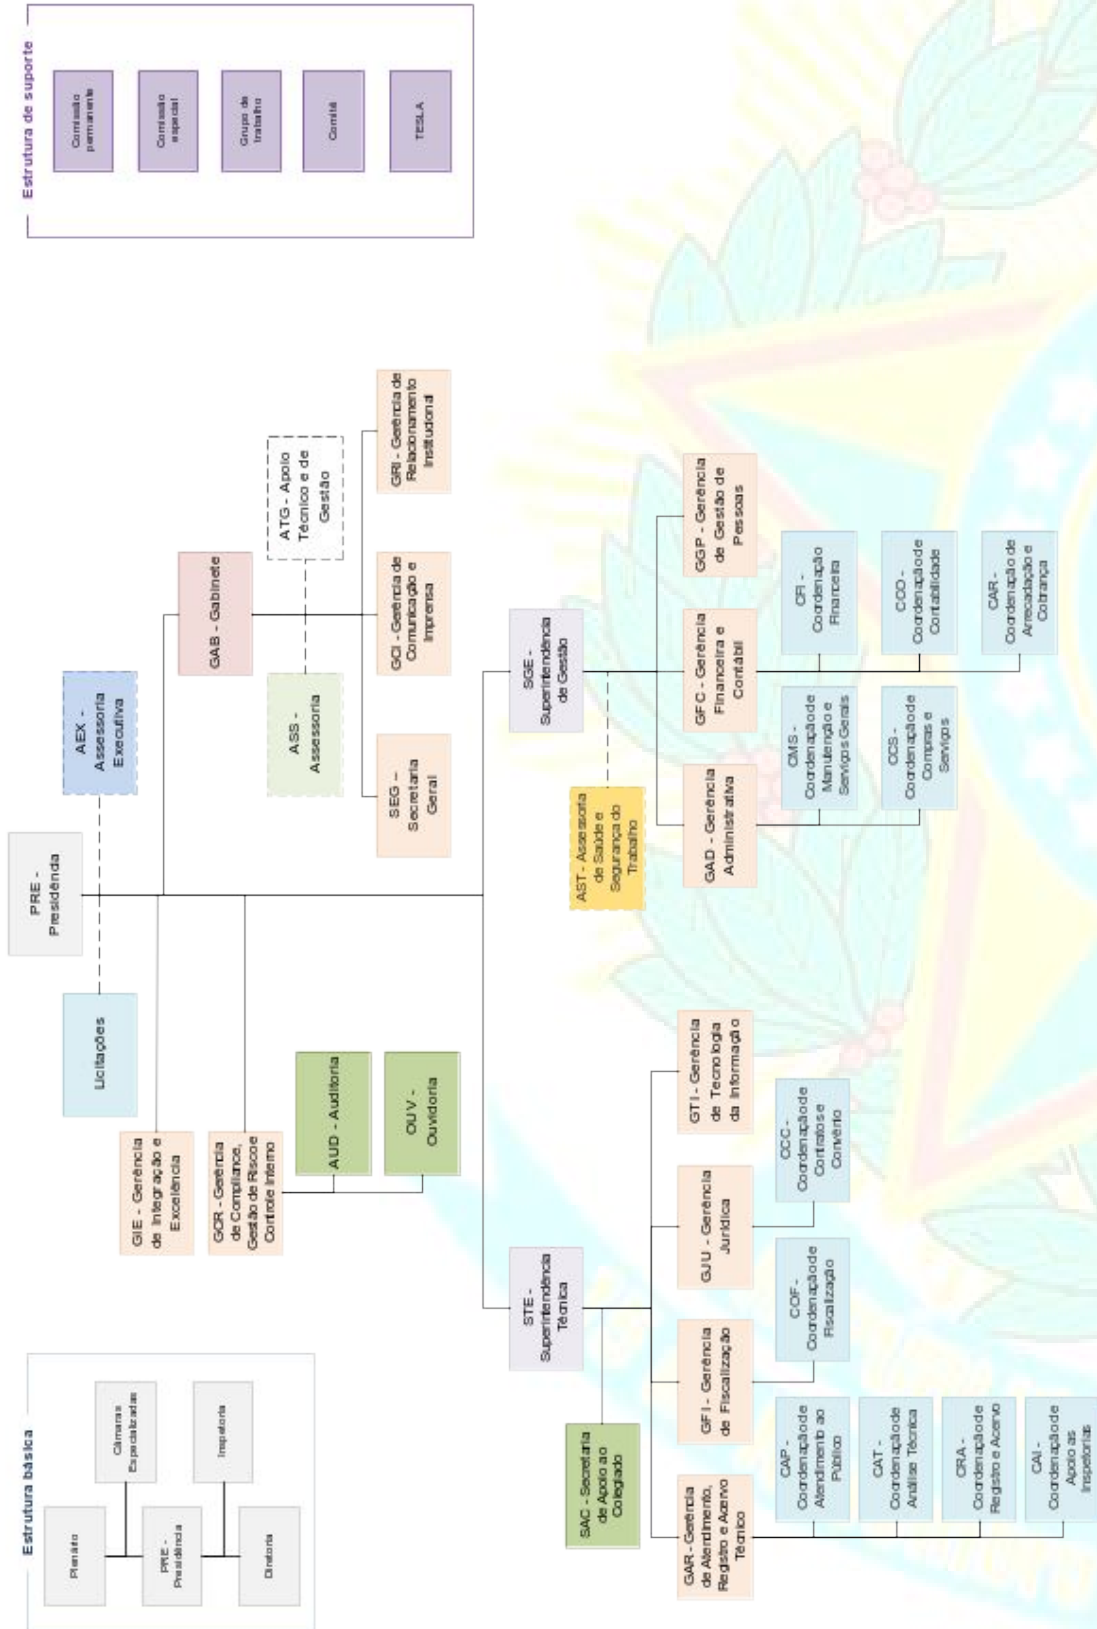 Estrutura básica
Plenário
Câmaras
Especializadas
PRE -
Presidência
Inspetoria
Diretoria
PRE -
Presidência
Licitações
AEX -
Assessoria
Executiva
GIE - Gerência
de Integração e
Excelência
GAB - Gabinete
GCR - Gerência
de Compliance,
Gestão de Risco e
Controle Interno
AUD - Auditoria
OUV -
Ouvidoria
ASS -
Assessoria
ATG - Apoio
Técnico e de
Gestão
SEG –
Secretaria
Geral
GCI - Gerência de
Comunicação e
Imprensa
GRI - Gerência de
Relacionamento
Institucional
Estrutura de suporte
Comissão
permanente
Comissão
especial
Grupo de
trabalho
Comitê
TESLA
STE -
Superintendência
Técnica
SAC - Secretaria
de Apoio ao
Colegiado
GAR - Gerência
de Atendimento,
Registro e Acervo
Técnico
GFI - Gerência
de Fiscalização
GJU - Gerência
Jurídica
GTI - Gerência
de Tecnologia
da Informação
CAP -
Coordenação de
Atendimento ao
Público
CAT -
Coordenação de
Análise Técnica
CRA -
Coordenação de
Registro e Acervo
CAI -
Coordenação de
Apoio as
Inspetorias
COF -
Coordenação de
Fiscalização
CCC -
Coordenação de
Contratos e
Convênio
SGE -
Superintendência
de Gestão
AST - Assessoria
de Saúde e
Segurança do
Trabalho
GAD - Gerência
Administrativa
GFC - Gerência
Financeira e
Contábil
GGP - Gerência
de Gestão de
Pessoas
CMS -
Coordenação de
Manutenção e
Serviços Gerais
CCS -
Coordenação de
Compras e
Serviços
CFI -
Coordenação
Financeira
CCO -
Coordenação de
Contabilidade
CAR -
Coordenação de
Arrecadação e
Cobrança